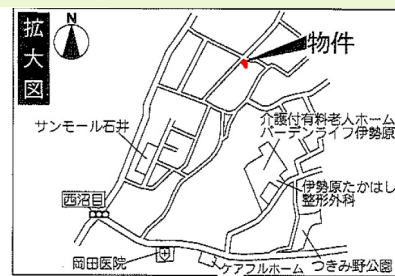 拡大図
N
物件
サンモール石井
介護付有料老人ホーム
バーデンライフ伊勢原
伊勢原たかはし
整形外科
西沼目
岡田医院
ケアフルホーム
つきみ野公園